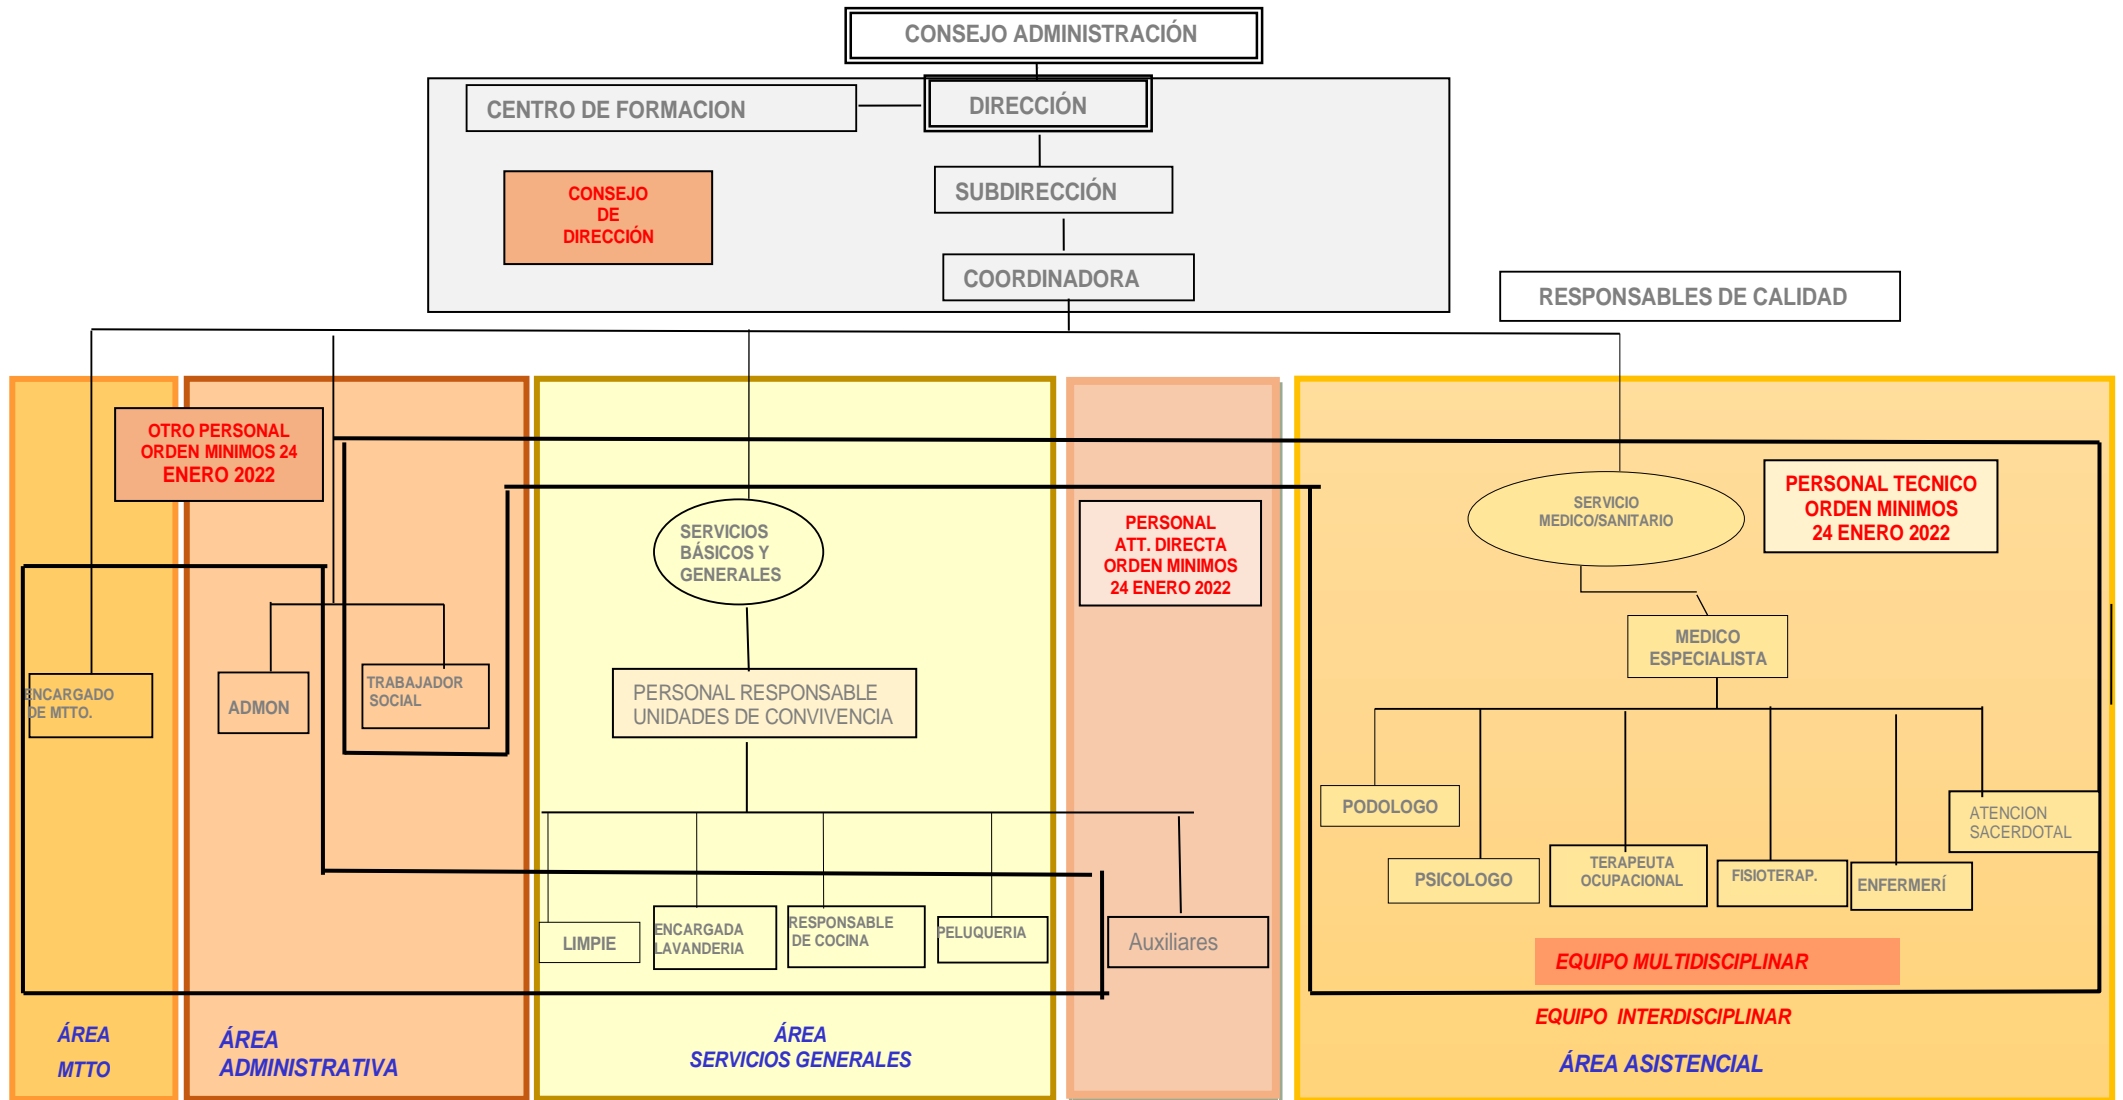 CONSEJO ADMINISTRACIÓN
CENTRO DE FORMACION
DIRECCIÓN
CONSEJO
DE
DIRECCIÓN
SUBDIRECCIÓN
COORDINADORA
RESPONSABLES DE CALIDAD
OTRO PERSONAL
ORDEN MINIMOS 24
ENERO 2022
SERVICIOS
BÁSICOS Y
GENERALES
PERSONAL
ATT. DIRECTA
ORDEN MINIMOS
24 ENERO 2022
SERVICIO
MEDICO/SANITARIO
PERSONAL TECNICO
ORDEN MINIMOS
24 ENERO 2022
MEDICO
ESPECIALISTA
ENCARGADO
DE MTTO.
ADMON
TRABAJADOR
SOCIAL
PERSONAL RESPONSABLE
UNIDADES DE CONVIVENCIA
PODOLOGO
PSICOLOGO
TERAPEUTA
OCUPACIONAL
FISIOTERAP.
ENFERMERÍ
ATENCION
SACERDOTAL
LIMPIE
ENCARGADA
LAVANDERIA
RESPONSABLE
DE COCINA
PELUQUERIA
Auxiliares
EQUIPO MULTIDISCIPLINAR
EQUIPO INTERDISCIPLINAR
ÁREA
MTTO
ÁREA
ADMINISTRATIVA
ÁREA
SERVICIOS GENERALES
ÁREA ASISTENCIAL